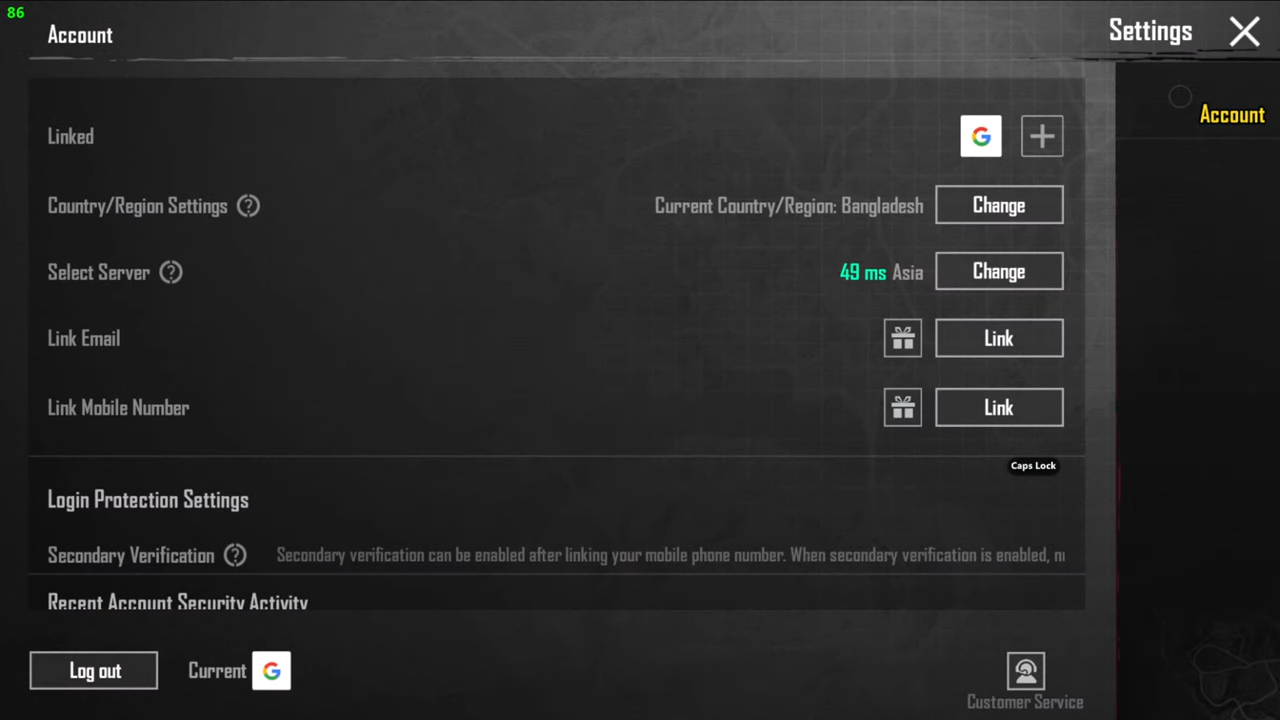 86
Account
Settings
Account
Linked
Country/Region Settings ? Current Country/Region: Bangladesh Change
Select Server ? 49 ms Asia Change
Link Email Link
Link Mobile Number Link
Caps Lock
Login Protection Settings
Secondary Verification ? Secondary verification can be enabled after linking your mobile phone number. When secondary verification is enabled,
Recent Account Security Activity
Log out Current G
Customer Service